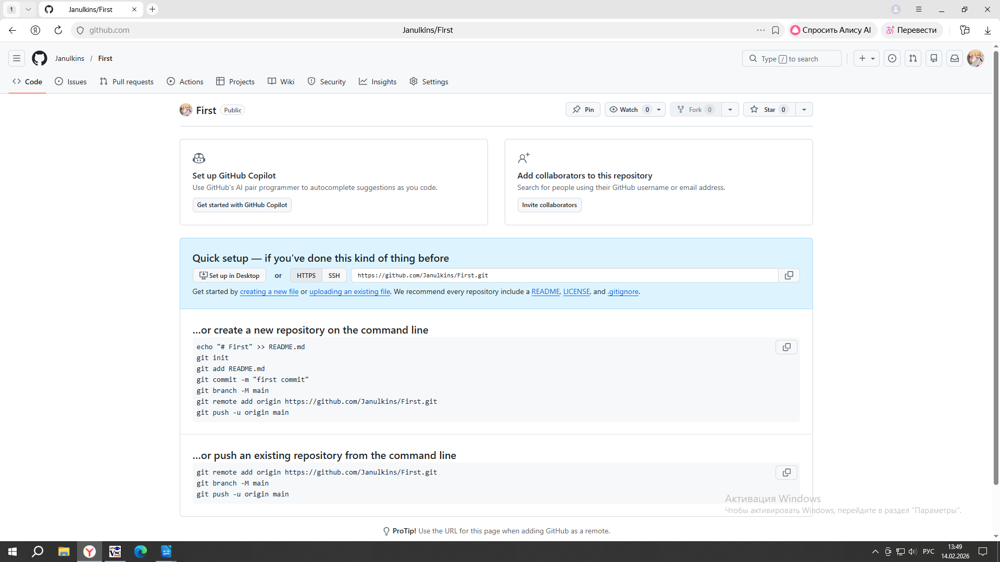 1
Janulkins/First
github.com
Janulkins/First
Спросить Алису AI
Перевести
Janulkins / First
Type / to search
Code
Issues
Pull requests
Actions
Projects
Wiki
Security
Insights
Settings
First Public
Pin
Watch 0
Fork 0
Star 0
Set up GitHub Copilot
Use GitHub's AI pair programmer to autocomplete suggestions as you code.
Get started with GitHub Copilot
Add collaborators to this repository
Search for people using their GitHub username or email address.
Invite collaborators
Quick setup — if you’ve done this kind of thing before
Set up in Desktop or HTTPS SSH https://github.com/Janulkins/First.git
Get started by creating a new file or uploading an existing file. We recommend every repository include a README, LICENSE, and .gitignore.
…or create a new repository on the command line
echo "# First" >> README.md
git init
git add README.md
git commit -m "first commit"
git branch -M main
git remote add origin https://github.com/Janulkins/First.git
git push -u origin main
…or push an existing repository from the command line
git remote add origin https://github.com/Janulkins/First.git
git branch -M main
git push -u origin main
Активация Windows
Чтобы активировать Windows, перейдите в раздел "Параметры".
ProTip! Use the URL for this page when adding GitHub as a remote.
VNC
РУС
13:49
14.02.2026